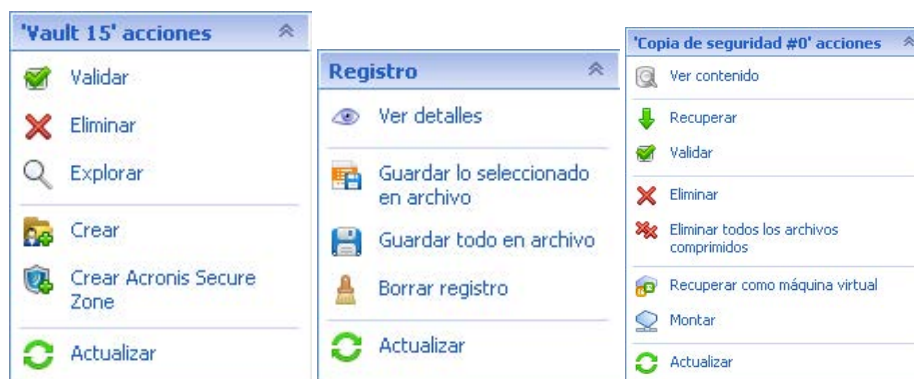 'Vault 15' acciones
Validar
Eliminar
Explorar
Crear
Crear Acronis Secure
Zone
Actualizar
Registro
Ver detalles
Guardar lo seleccionado
en archivo
Guardar todo en archivo
Borrar registro
Actualizar
'Copia de seguridad #0' acciones
Ver contenido
Recuperar
Validar
Eliminar
Eliminar todos los archivos
comprimidos
Recuperar como máquina virtual
Montar
Actualizar